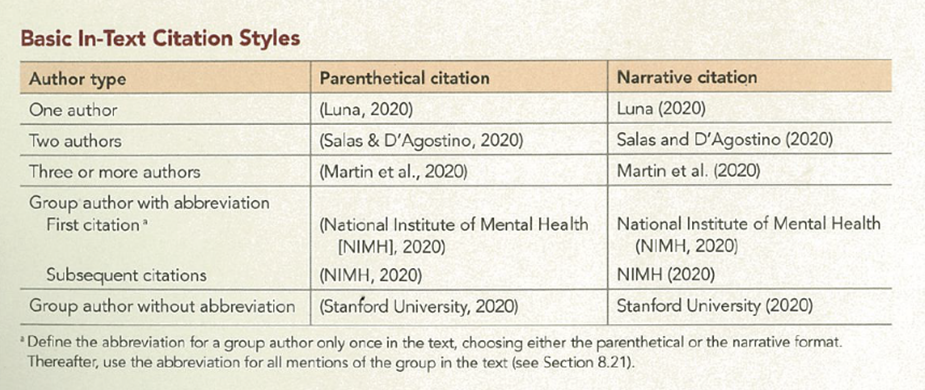 Basic In-Text Citation Styles
Author type Parenthetical citation Narrative citation
One author (Luna, 2020) Luna (2020)
Two authors (Salas & D'Agostino, 2020) Salas and D'Agostino (2020)
Three or more authors (Martin et al., 2020) Martin et al. (2020)
Group author with abbreviation
First citation ª (National Institute of Mental Health National Institute of Mental Health
[NIMH], 2020) (NIMH, 2020)
Subsequent citations (NIMH, 2020) NIMH (2020)
Group author without abbreviation (Stanford University, 2020) Stanford University (2020)
ª Define the abbreviation for a group author only once in the text, choosing either the parenthetical or the narrative format.
Thereafter, use the abbreviation for all mentions of the group in the text (see Section 8.21).